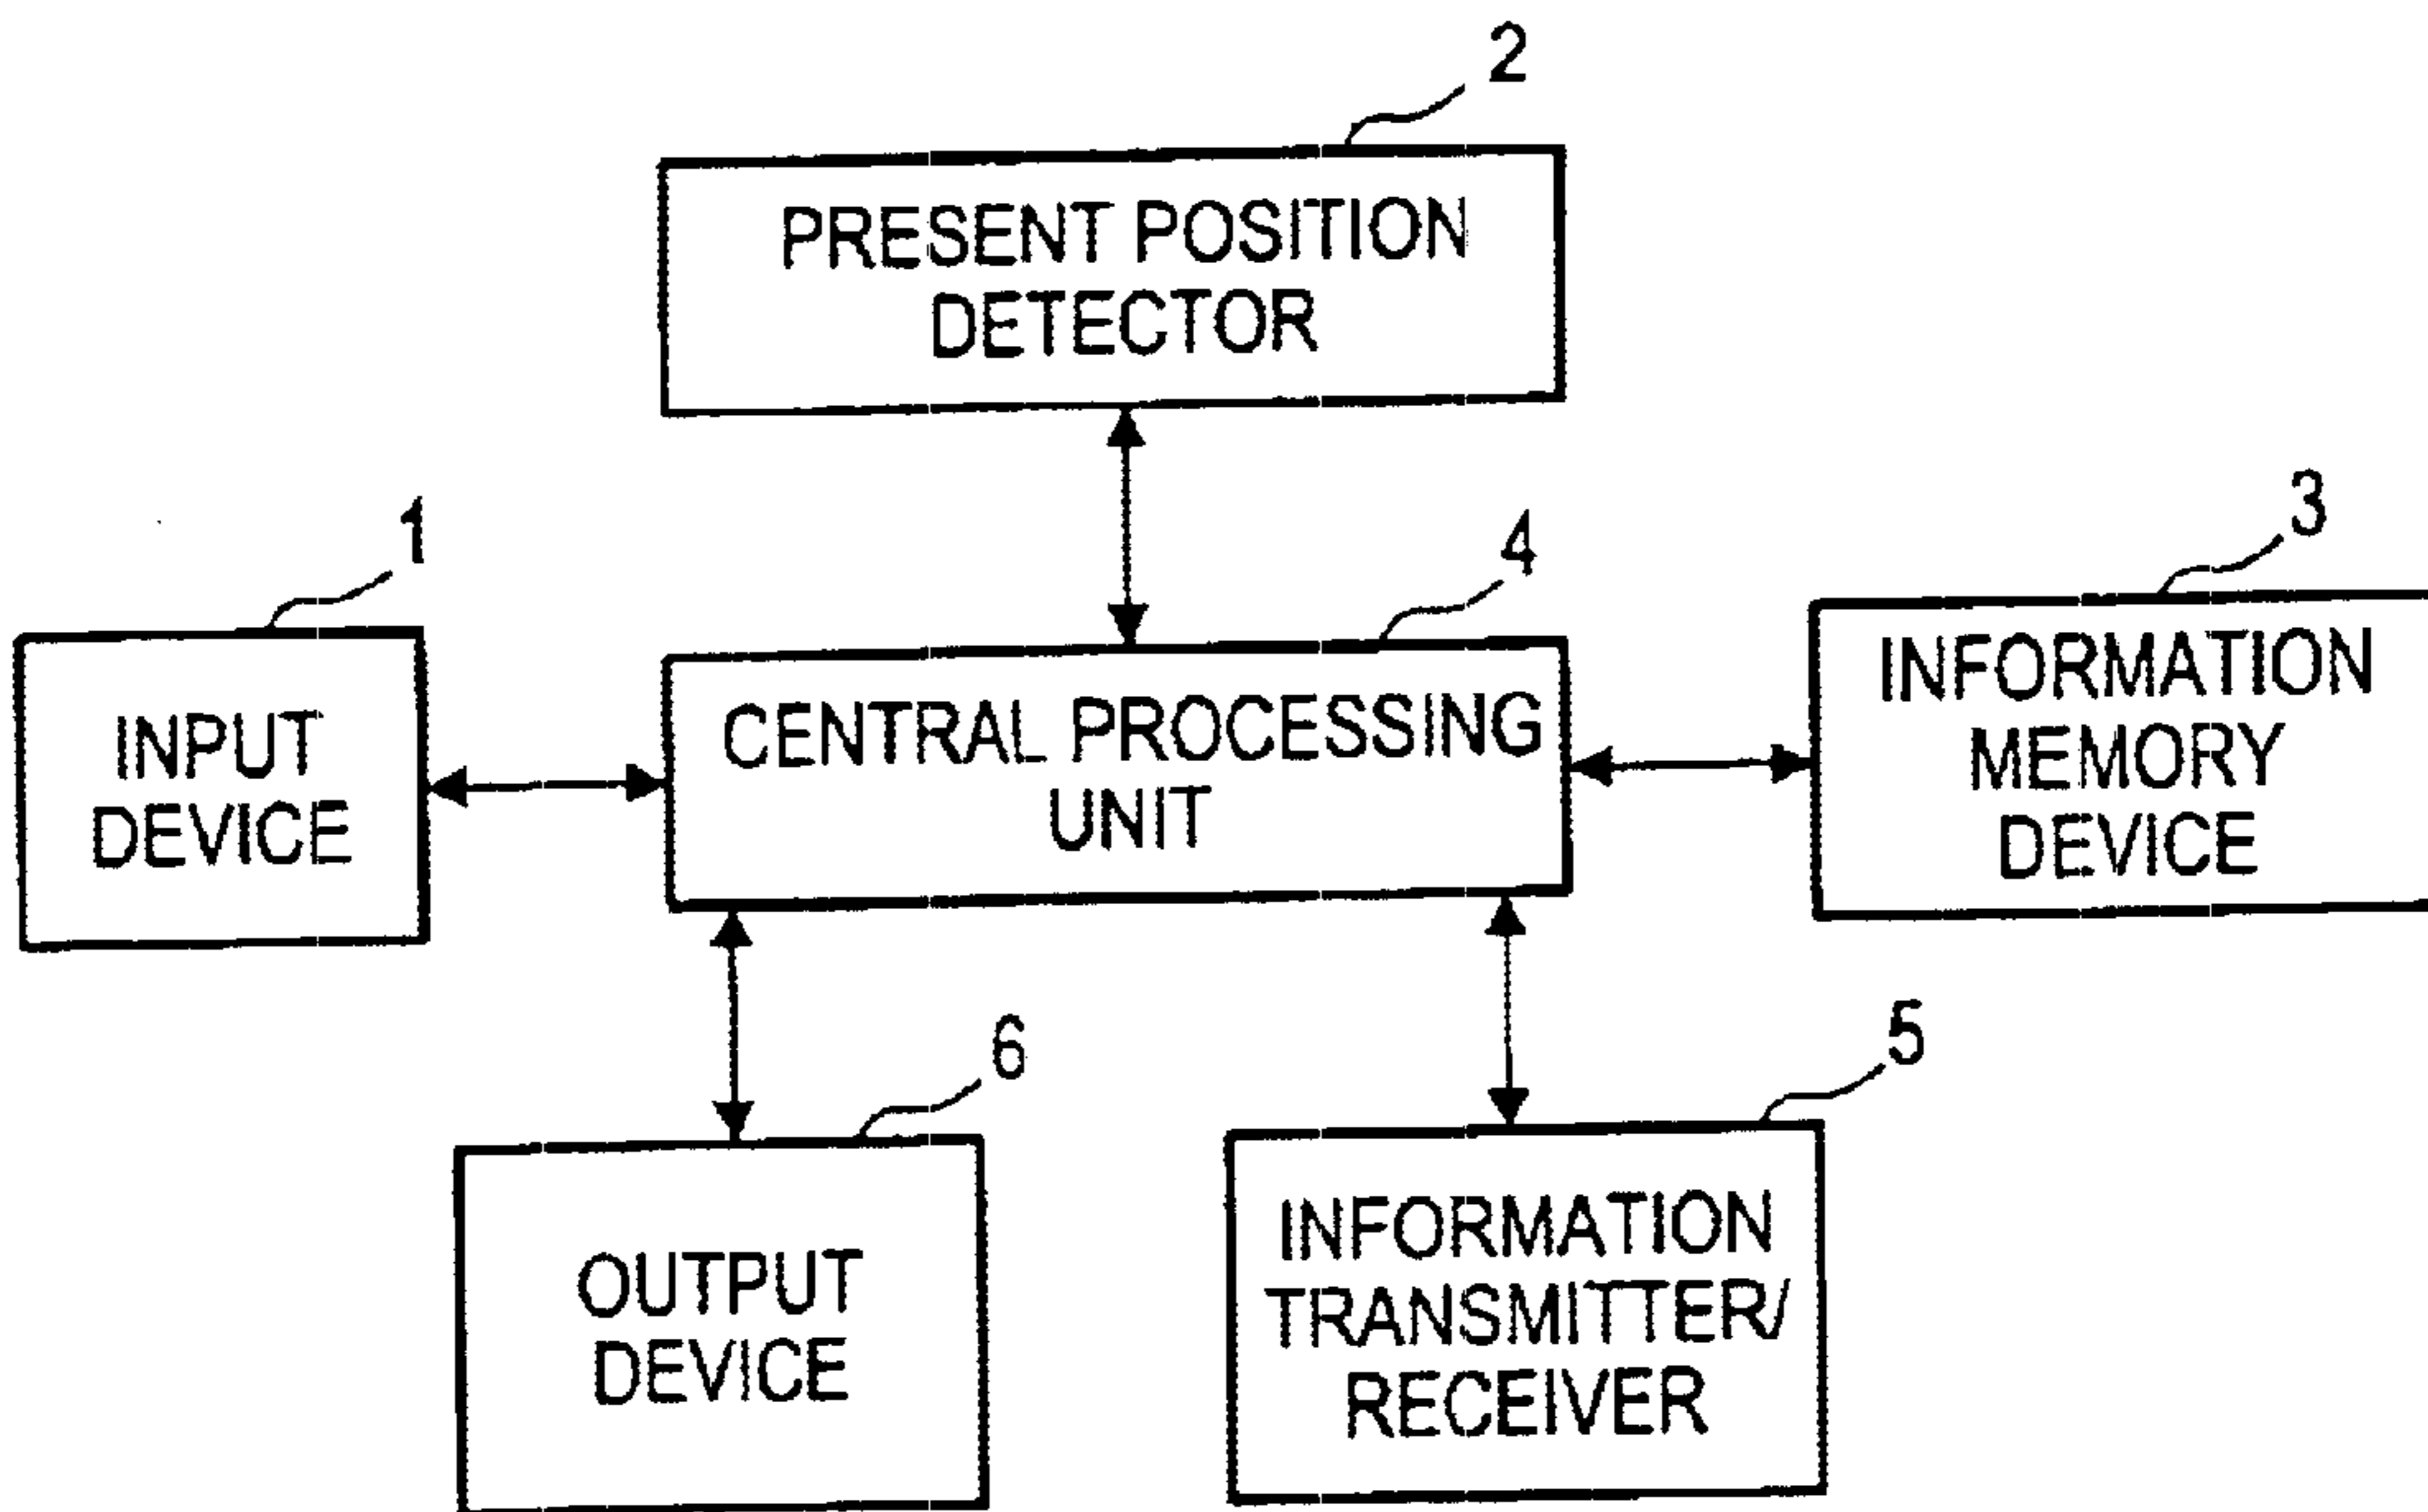 2
PRESENT POSITION
DETECTOR
1
4
3
INPUT
DEVICE
CENTRAL PROCESSING
UNIT
INFORMATION
MEMORY
DEVICE
6
5
OUTPUT
DEVICE
INFORMATION
TRANSMITTER/
RECEIVER